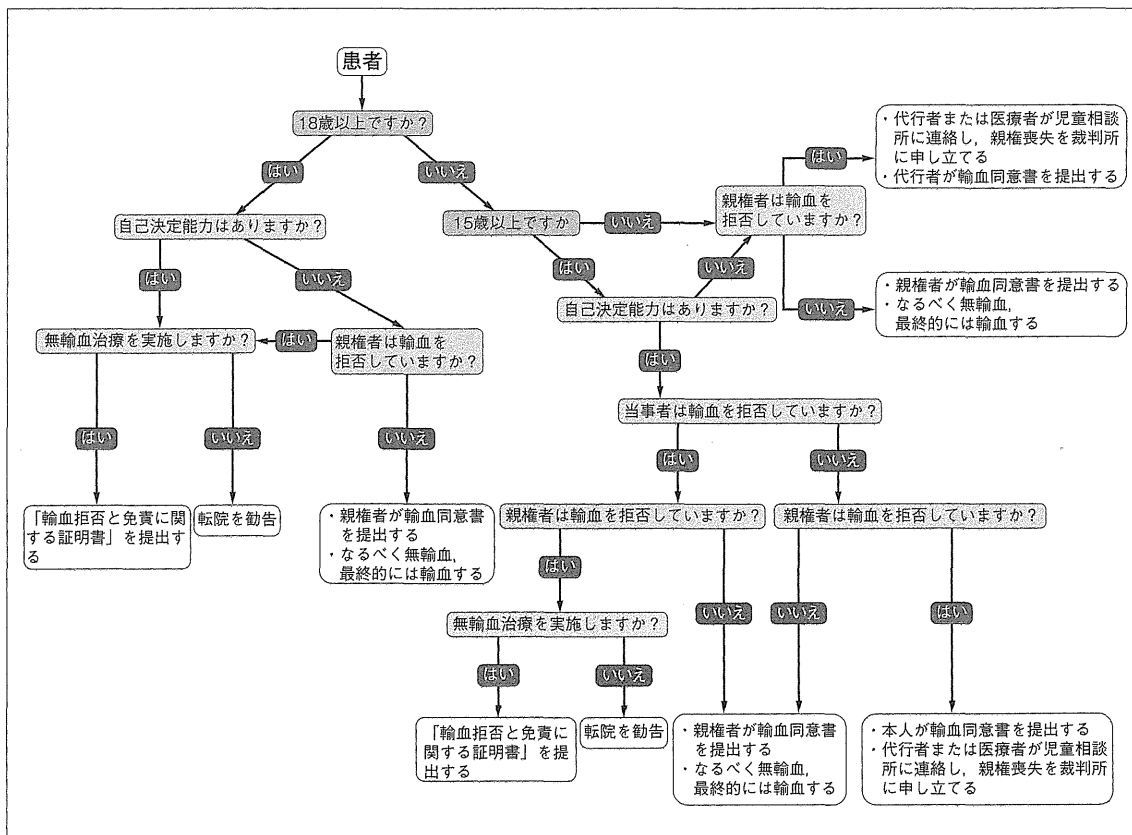 患者
18歳以上ですか?
はい
いいえ
・代行者または医療者が児童相談
所に連絡し，親権喪失を裁判所
に申し立てる
・代行者が輸血同意書を提出する
はい
親権者は輸血を
拒否していますか?
自己決定能力はありますか?
15歳以上ですか
いいえ
はい
いいえ
はい
いいえ
・親権者が輸血同意書を提出する
・なるべく無輸血，
最終的には輸血する
いいえ
自己決定能力はありますか?
無輸血治療を実施しますか?
はい
親権者は輸血を
拒否していますか?
はい
当事者は輸血を拒否していますか?
はい
いいえ
いいえ
はい
いいえ
「輸血拒否と免責に関
する証明書」を提出す
る
転院を勧告
・親権者が輸血同意書
を提出する
・なるべく無輸血，
最終的には輸血する
親権者は輸血を拒否していますか?
親権者は輸血を拒否していますか?
はい
いいえ
いいえ
はい
無輸血治療を実施しますか?
はい
いいえ
「輸血拒否と免責に
関する証明書」を提
出する
転院を勧告
・親権者が輸血同意書
を提出する
・なるべく無輸血，
最終的には輸血する
・本人が輸血同意書を提出する
・代行者または医療者が児童相談
所に連絡し，親権喪失を裁判所
に申し立てる